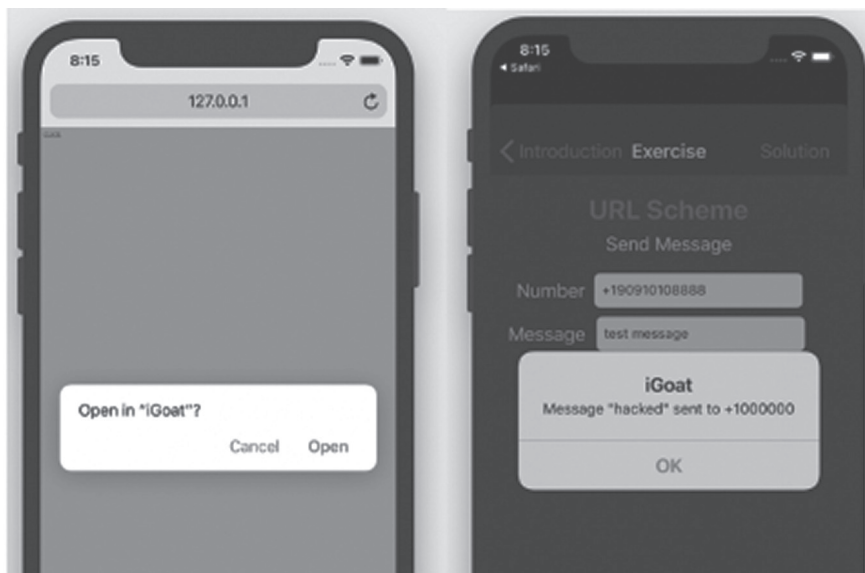 8:15
127.0.0.1
Open in "iGoat"?
Cancel Open
8:15
◀ Safari
Introduction Exercise Solution
URL Scheme
Send Message
Number +190910108888
Message test message
iGoat
Message "hacked" sent to +1000000
OK